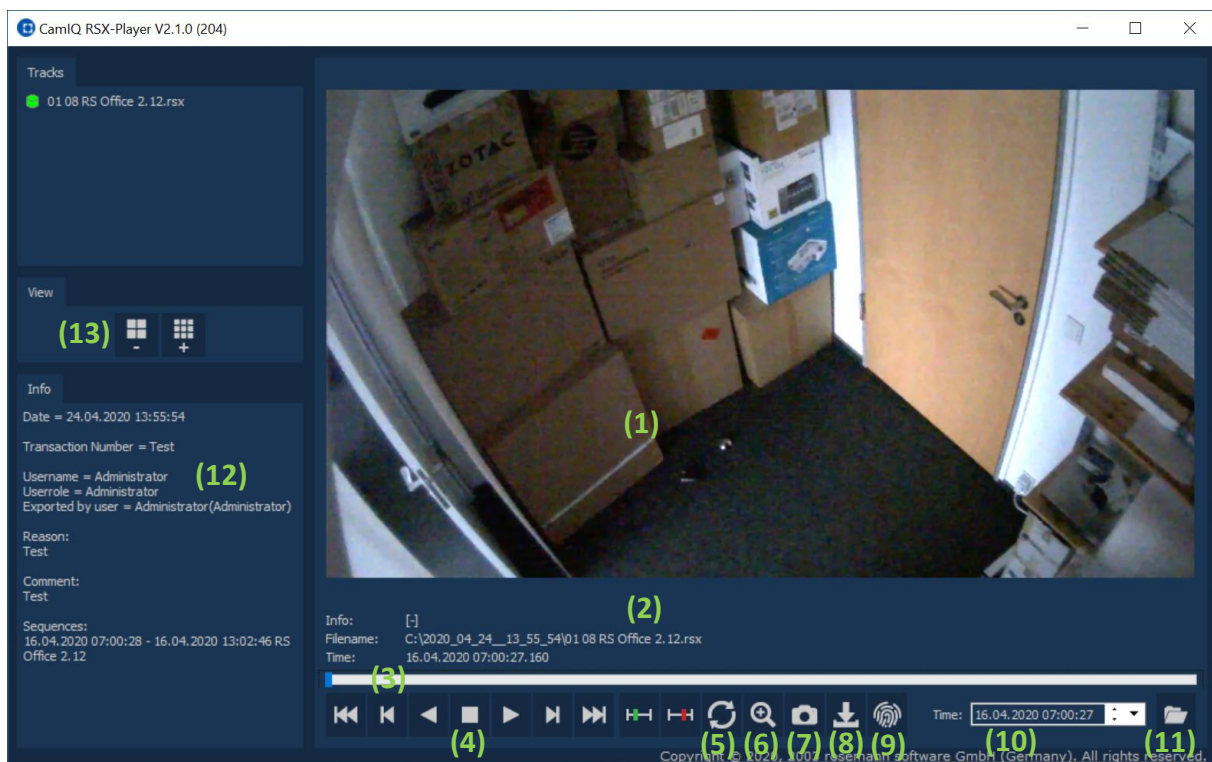 CamIQ RSX-Player V2.1.0 (204)
Tracks
01 08 RS Office 2.12.rsx
View
(13)
-
+
Info
Date = 24.04.2020 13:55:54
Transaction Number = Test
Username = Administrator
(12)
Userrole = Administrator
Exported by user = Administrator(Administrator)
Reason:
Test
Comment:
Test
Sequences:
16.04.2020 07:00:28 - 16.04.2020 13:02:46 RS
Office 2.12
ZOTAC
(1)
(2)
Info: [-]
Filename: C:\2020_04_24__13_55_54\01 08 RS Office 2.12.rsx
Time: 16.04.2020 07:00:27.160
(3)
Time: 16.04.2020 07:00:27
(4) (5) (6) (7) (8) (9) (10) (11)
Copyright © 2020, 2003 rosemann software GmbH (Germany). All rights reserved.